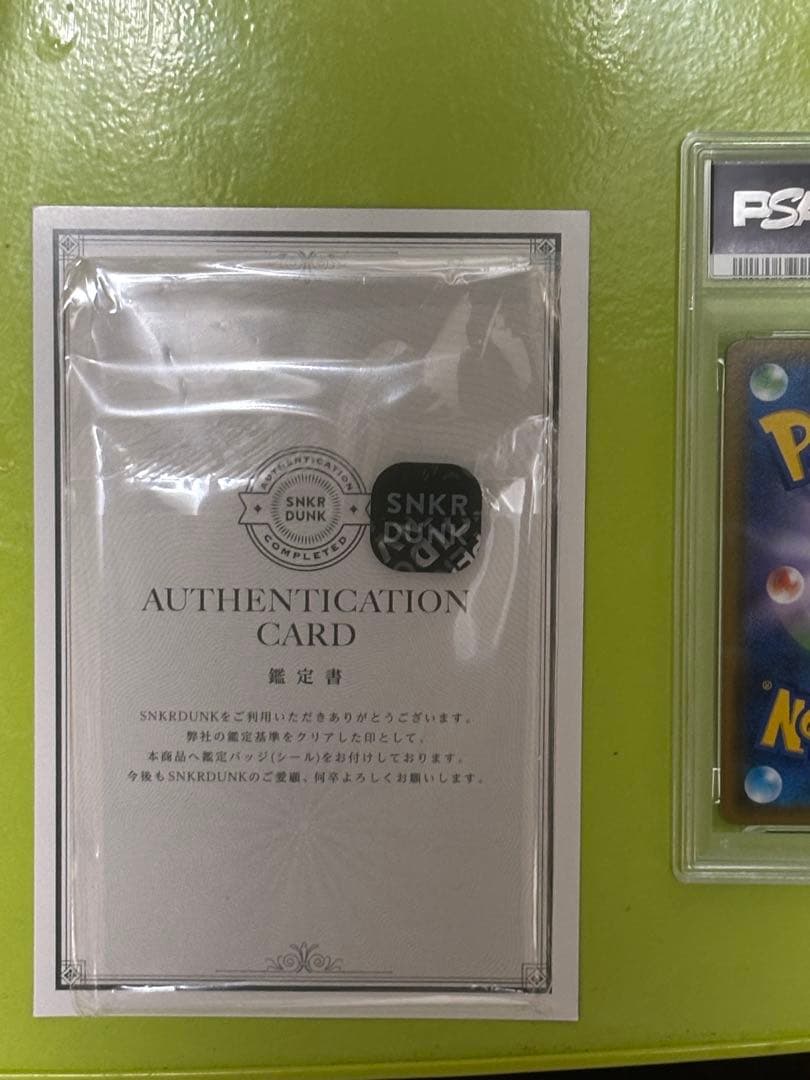 AUTHENTICATION
SNKR
DUNK
COMPLETED
SNKR
DUNK
AUTHENTICATION
CARD
鑑定書
SNKRDUNKをご利用いただきありがとうございます。
弊社の鑑定基準をクリアした印として、
本商品へ鑑定バッジ(シール)をお付けしております。
今後もSNKRDUNKのご愛顧、何卒よろしくお願いします。
PSA
P
®